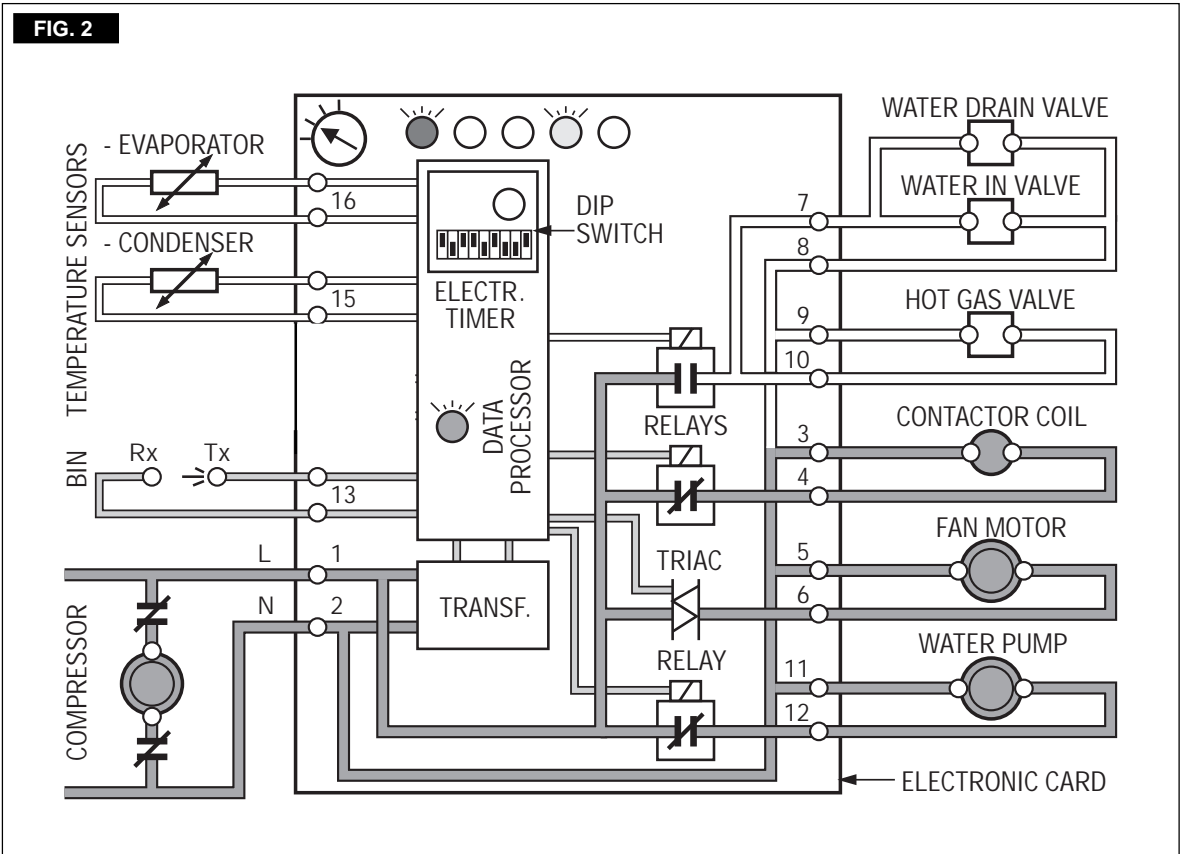 FIG. 2
TEMPERATURE SENSORS
- EVAPORATOR
16
- CONDENSER
15
BIN
Rx
Tx
13
L
1
N
2
COMPRESSOR
DIP
SWITCH
ELECTR.
TIMER
DATA
PROCESSOR
TRANSF.
RELAYS
TRIAC
RELAY
WATER DRAIN VALVE
WATER IN VALVE
7
8
HOT GAS VALVE
9
10
CONTACTOR COIL
3
4
FAN MOTOR
5
6
WATER PUMP
11
12
ELECTRONIC CARD